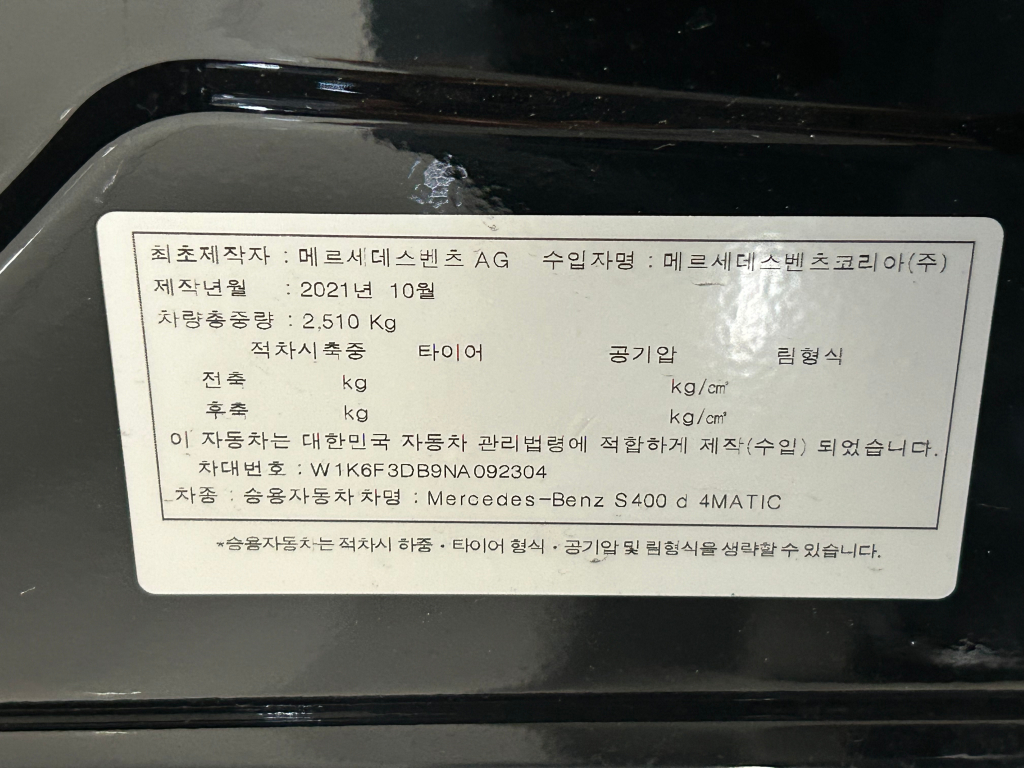 최초제작자 : 메르세데스벤츠 AG 수입자명 : 메르세데스벤츠코리아(주)
제작년월 : 2021년 10월
차량총중량 : 2,510 Kg
적차시축중 타이어 공기압 림형식
전축 kg kg/㎠
후축 kg kg/㎠
이 자동차는 대한민국 자동차 관리법령에 적합하게 제작(수입) 되었습니다.
차대번호 : W1K6F3DB9NA092304
차종 : 승용자동차 차명 : Mercedes-Benz S400 d 4MATIC
*승용자동차는 적차시 하중·타이어 형식·공기압 및 림형식을 생략할 수 있습니다.